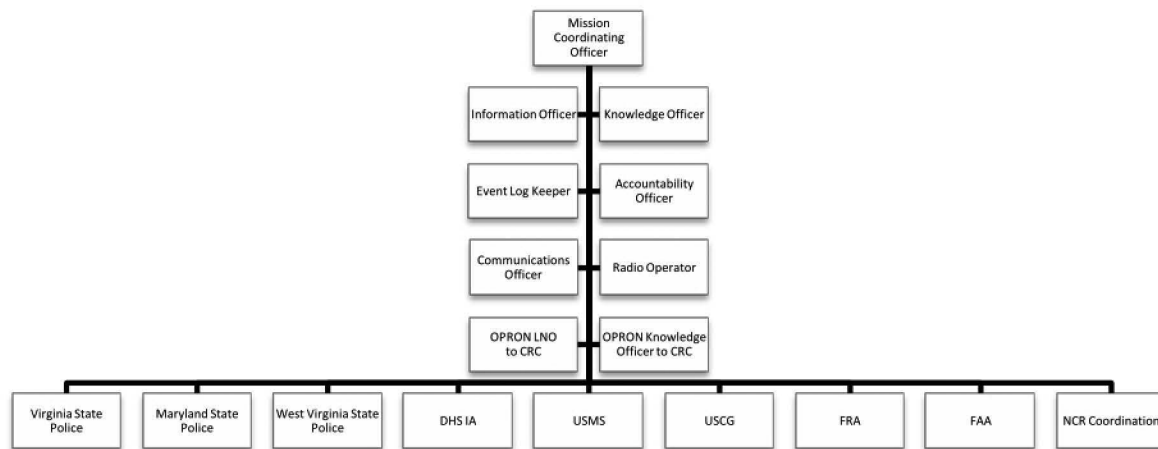 Mission
Coordinating
Officer
Information Officer
Knowledge Officer
Event Log Keeper
Accountability
Officer
Communications
Officer
Radio Operator
OPRON LNO
to CRC
OPRON Knowledge
Officer to CRC
Virginia State
Police
Maryland State
Police
West Virginia State
Police
DHS IA
USMS
USCG
FRA
FAA
NCR Coordination